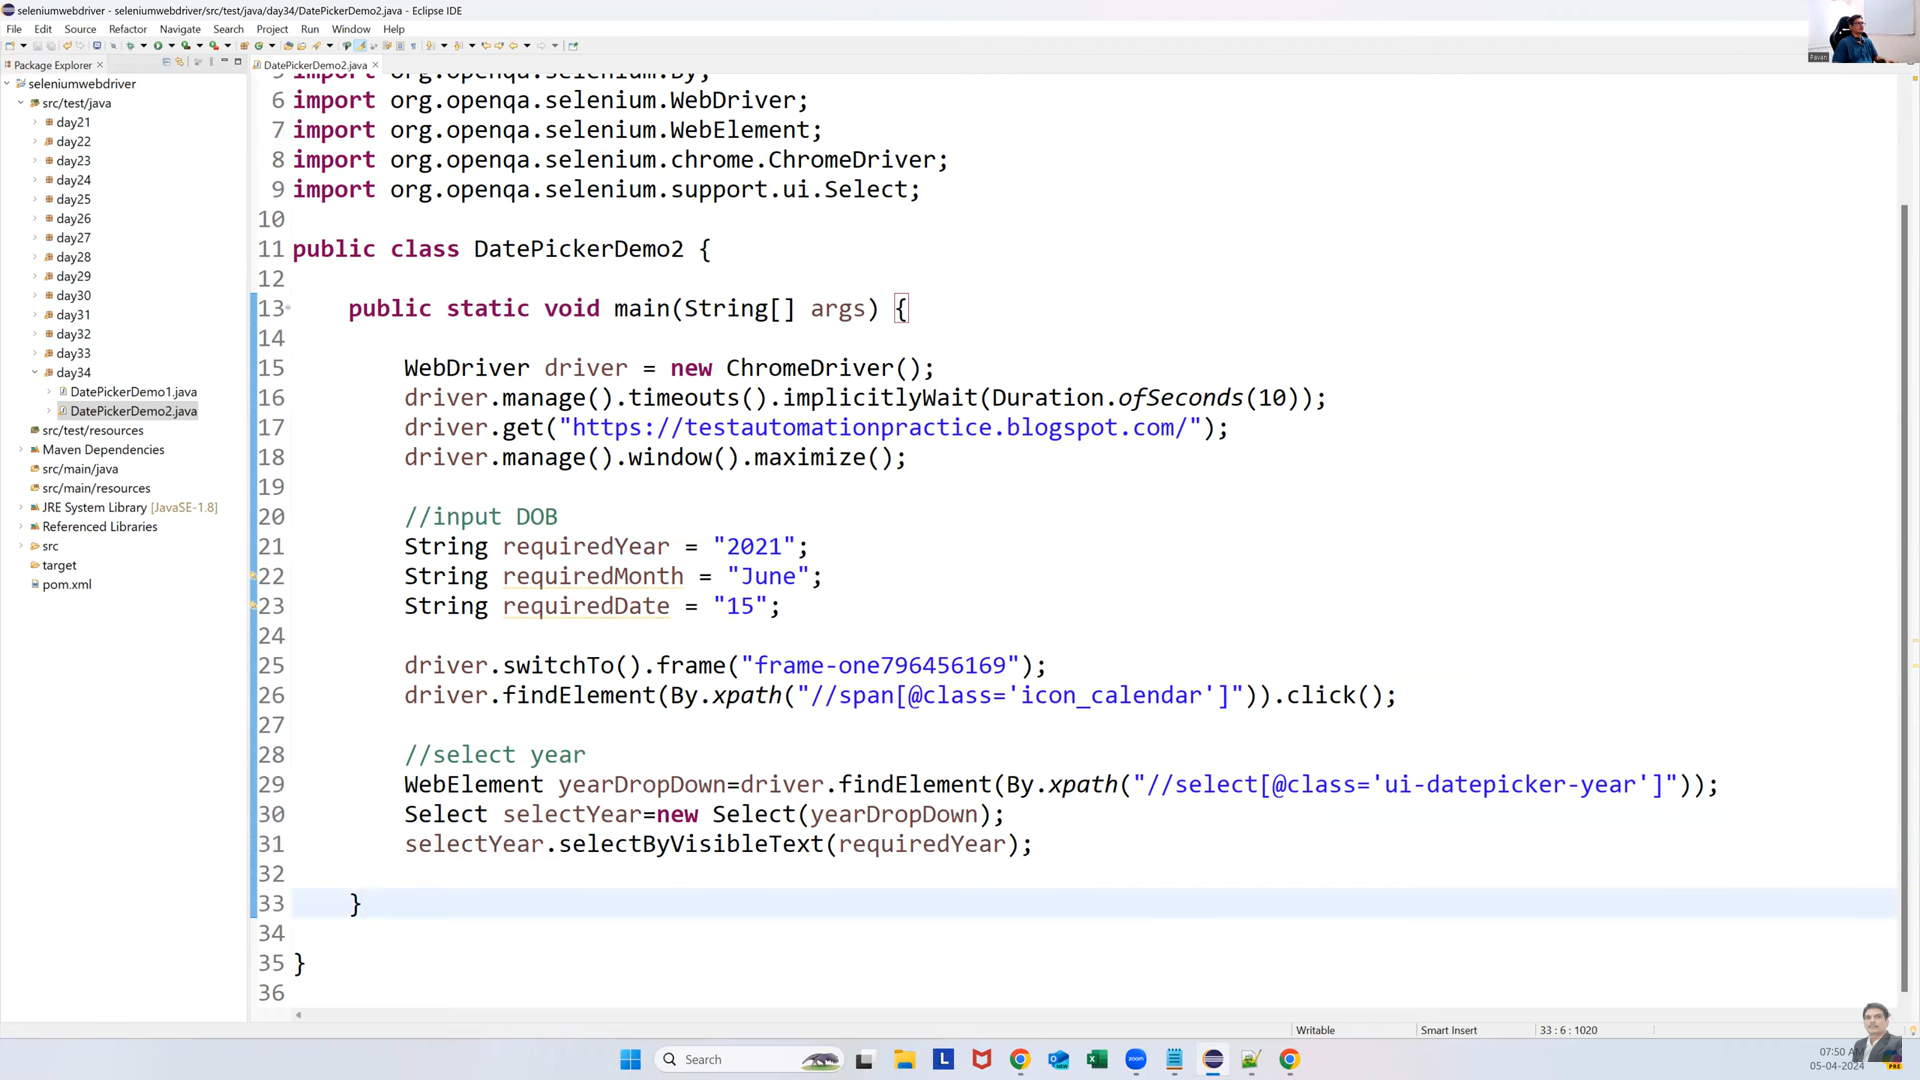 seleniumwebdriver - seleniumwebdriver/src/test/java/day34/DatePickerDemo2.java - Eclipse IDE
File Edit Source Refactor Navigate Search Project Run Window Help
Package Explorer
DatePickerDemo2.java
Pavan
seleniumwebdriver
src/test/java
day21
day22
day23
day24
day25
day26
day27
day28
day29
day30
day31
day32
day33
day34
DatePickerDemo1.java
DatePickerDemo2.java
src/test/resources
Maven Dependencies
src/main/java
src/main/resources
JRE System Library [JavaSE-1.8]
Referenced Libraries
src
target
pom.xml
5 import org.openqa.selenium.By;
6 import org.openqa.selenium.WebDriver;
7 import org.openqa.selenium.WebElement;
8 import org.openqa.selenium.chrome.ChromeDriver;
9 import org.openqa.selenium.support.ui.Select;
10
11 public class DatePickerDemo2 {
12
13 public static void main(String[] args) {
14
15 WebDriver driver = new ChromeDriver();
16 driver.manage().timeouts().implicitlyWait(Duration.ofSeconds(10));
17 driver.get("https://testautomationpractice.blogspot.com/");
18 driver.manage().window().maximize();
19
20 //input DOB
21 String requiredYear = "2021";
22 String requiredMonth = "June";
23 String requiredDate = "15";
24
25 driver.switchTo().frame("frame-one796456169");
26 driver.findElement(By.xpath("//span[@class='icon_calendar']")).click();
27
28 //select year
29 WebElement yearDropDown=driver.findElement(By.xpath("//select[@class='ui-datepicker-year']"));
30 Select selectYear=new Select(yearDropDown);
31 selectYear.selectByVisibleText(requiredYear);
32
33 }
34
35 }
36
Writable Smart Insert 33 : 6 : 1020
Search
07:50 AM
05-04-2024